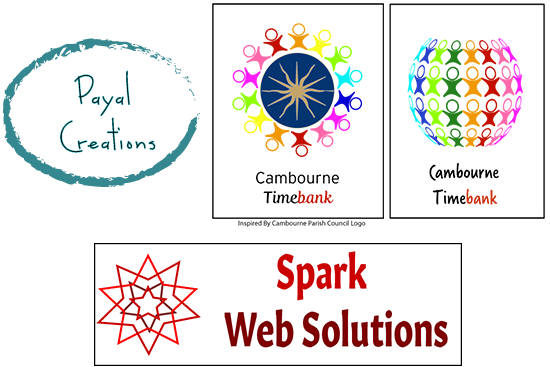 Payal
Creations
Cambourne
Timebank
Inspired By Cambourne Parish Council Logo
Cambourne
Timebank
Spark
Web Solutions